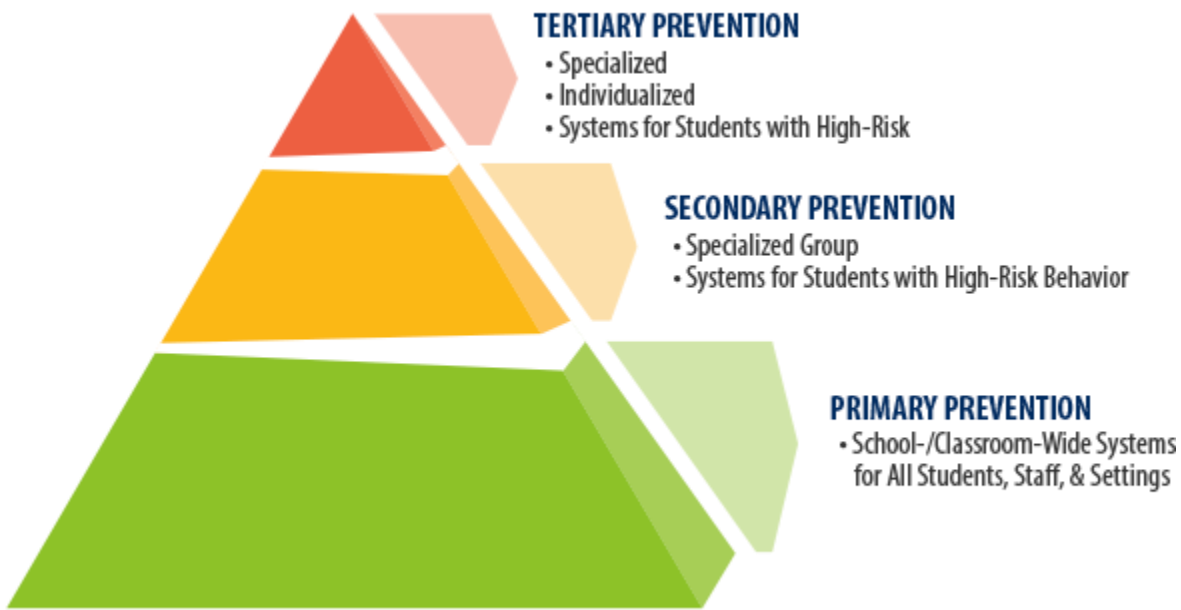 TERTIARY PREVENTION
• Specialized
• Individualized
• Systems for Students with High-Risk
SECONDARY PREVENTION
• Specialized Group
• Systems for Students with High-Risk Behavior
PRIMARY PREVENTION
• School-/Classroom-Wide Systems
for All Students, Staff, & Settings